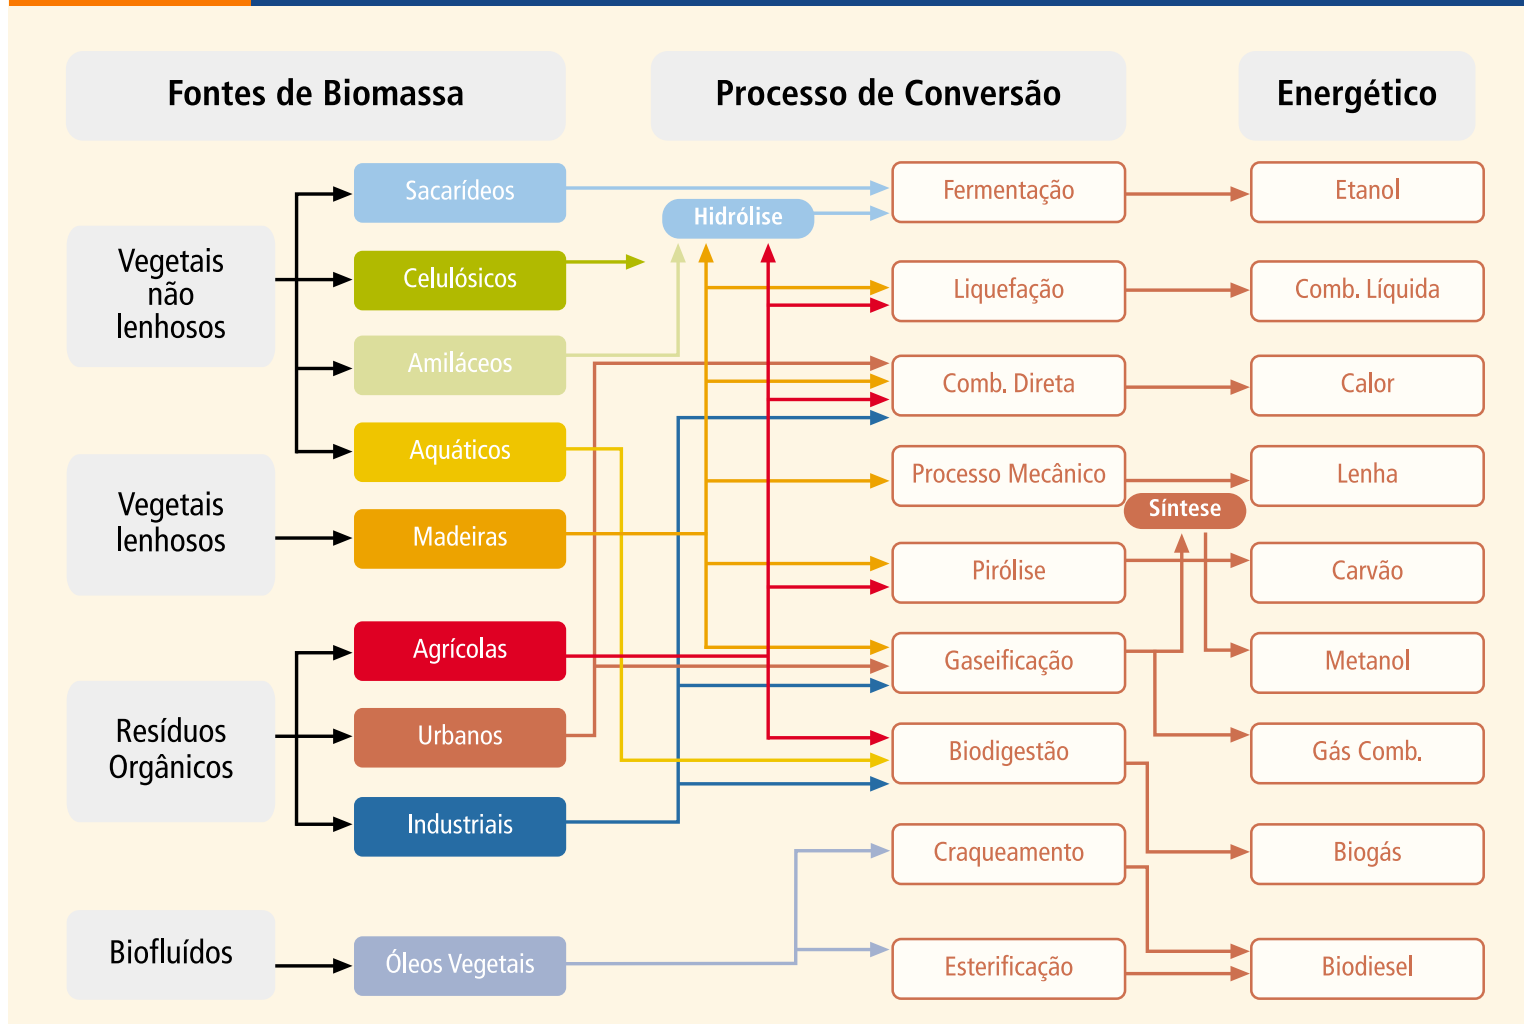 Fontes de Biomassa
Processo de Conversão
Energético
Vegetais
não
lenhosos
Vegetais
lenhosos
Resíduos
Orgânicos
Biofluídos
Sacarídeos
Celulósicos
Amiláceos
Aquáticos
Madeiras
Agrícolas
Urbanos
Industriais
Óleos Vegetais
Hidrólise
Fermentação
Liquefação
Comb. Direta
Processo Mecânico
Pirólise
Gaseificação
Biodigestão
Craqueamento
Esterificação
Síntese
Etanol
Comb. Líquida
Calor
Lenha
Carvão
Metanol
Gás Comb.
Biogás
Biodiesel